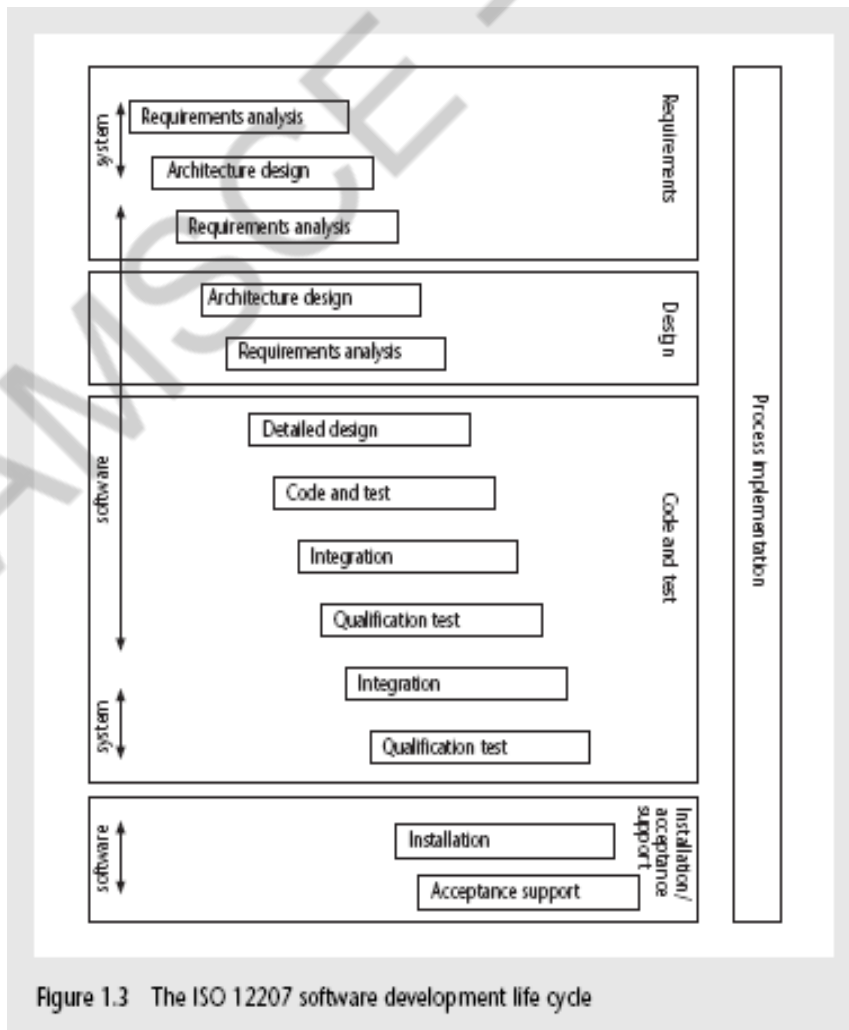 AMSCE
system
Requirements analysis
Architecture design
Requirements analysis
Requirements
Architecture design
Requirements analysis
Design
software
Detailed design
Code and test
Integration
Qualification test
Code and test
system
Integration
Qualification test
software
Installation
Acceptance support
Installation/
acceptance
support
Process implementation
Figure 1.3 The ISO 12207 software development life cycle